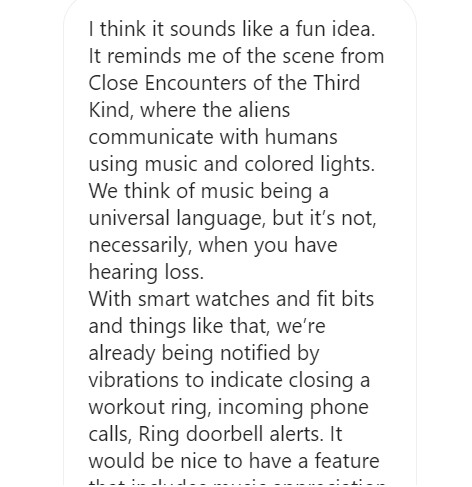 I think it sounds like a fun idea.
It reminds me of the scene from
Close Encounters of the Third
Kind, where the aliens
communicate with humans
using music and colored lights.
We think of music being a
universal language, but it’s not,
necessarily, when you have
hearing loss.
With smart watches and fit bits
and things like that, we’re
already being notified by
vibrations to indicate closing a
workout ring, incoming phone
calls, Ring doorbell alerts. It
would be nice to have a feature
that includes music appreciation